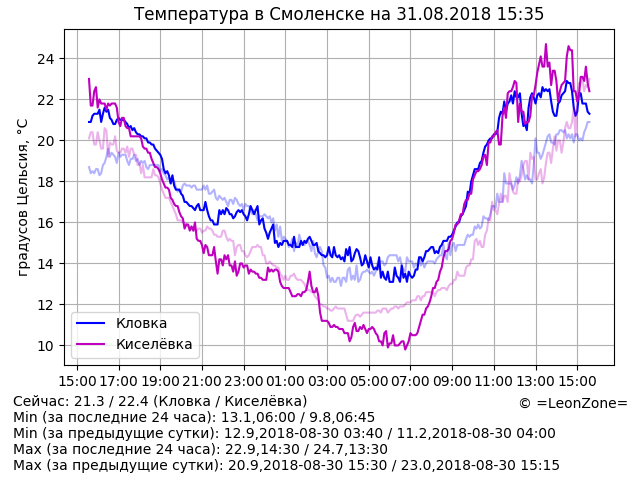 Температура в Смоленске на 31.08.2018 15:35
градусов Цельсия, °C
24
22
20
18
16
14
12
10
Кловка
Киселёвка
15:00 17:00 19:00 21:00 23:00 01:00 03:00 05:00 07:00 09:00 11:00 13:00 15:00
Сейчас: 21.3 / 22.4 (Кловка / Киселёвка)
© =LeonZone=
Min (за последние 24 часа): 13.1,06:00 / 9.8,06:45
Min (за предыдущие сутки): 12.9,2018-08-30 03:40 / 11.2,2018-08-30 04:00
Max (за последние 24 часа): 22.9,14:30 / 24.7,13:30
Max (за предыдущие сутки): 20.9,2018-08-30 15:30 / 23.0,2018-08-30 15:15